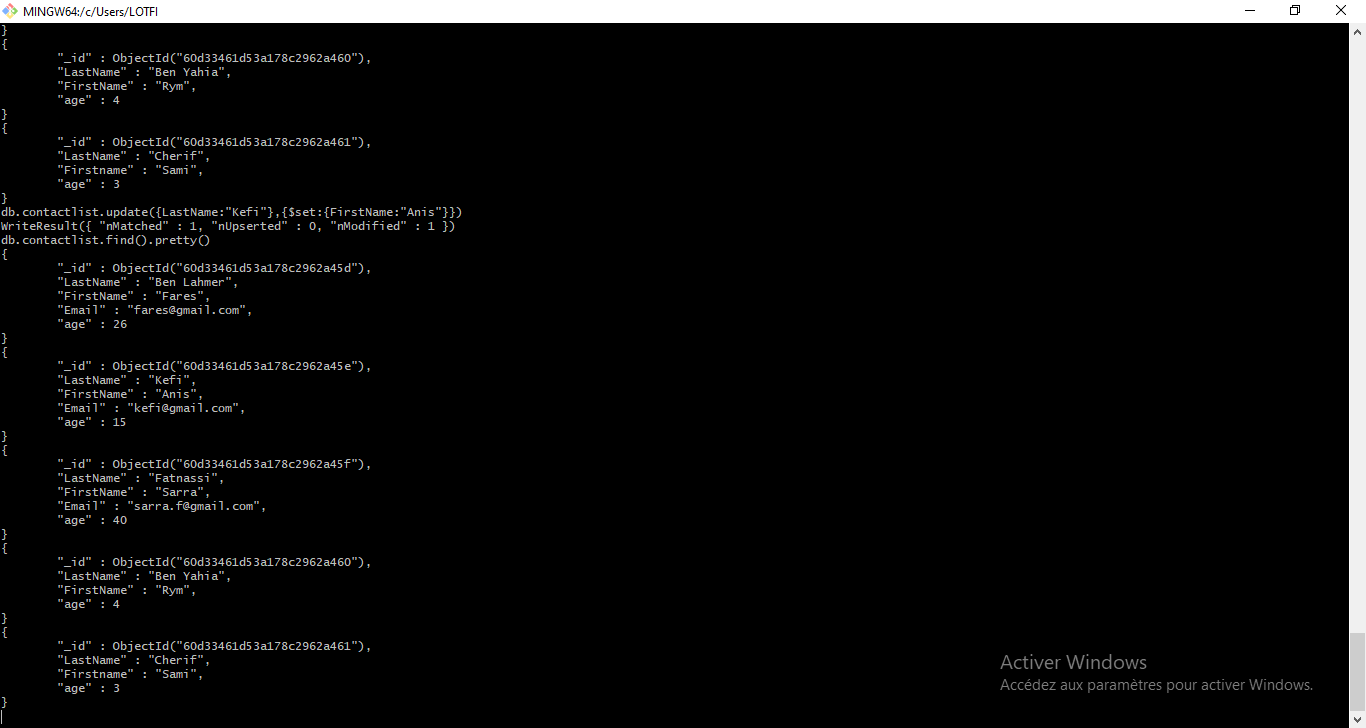 MINGW64:/c/Users/LOTFI
}
{
"_id" : ObjectId("60d33461d53a178c2962a460"),
"LastName" : "Ben Yahia",
"FirstName" : "Rym",
"age" : 4
}
{
"_id" : ObjectId("60d33461d53a178c2962a461"),
"LastName" : "Cherif",
"Firstname" : "Sami",
"age" : 3
}
db.contactlist.update({LastName:"Kefi"},{$set:{FirstName:"Anis"}})
WriteResult({ "nMatched" : 1, "nUpserted" : 0, "nModified" : 1 })
db.contactlist.find().pretty()
{
"_id" : ObjectId("60d33461d53a178c2962a45d"),
"LastName" : "Ben Lahmer",
"FirstName" : "Fares",
"Email" : "fares@gmail.com",
"age" : 26
}
{
"_id" : ObjectId("60d33461d53a178c2962a45e"),
"LastName" : "Kefi",
"FirstName" : "Anis",
"Email" : "kefi@gmail.com",
"age" : 15
}
{
"_id" : ObjectId("60d33461d53a178c2962a45f"),
"LastName" : "Fatnassi",
"FirstName" : "Sarra",
"Email" : "sarra.f@gmail.com",
"age" : 40
}
{
"_id" : ObjectId("60d33461d53a178c2962a460"),
"LastName" : "Ben Yahia",
"FirstName" : "Rym",
"age" : 4
}
{
"_id" : ObjectId("60d33461d53a178c2962a461"),
"LastName" : "Cherif",
"Firstname" : "Sami",
"age" : 3
}
Activer Windows
Accédez aux paramètres pour activer Windows.